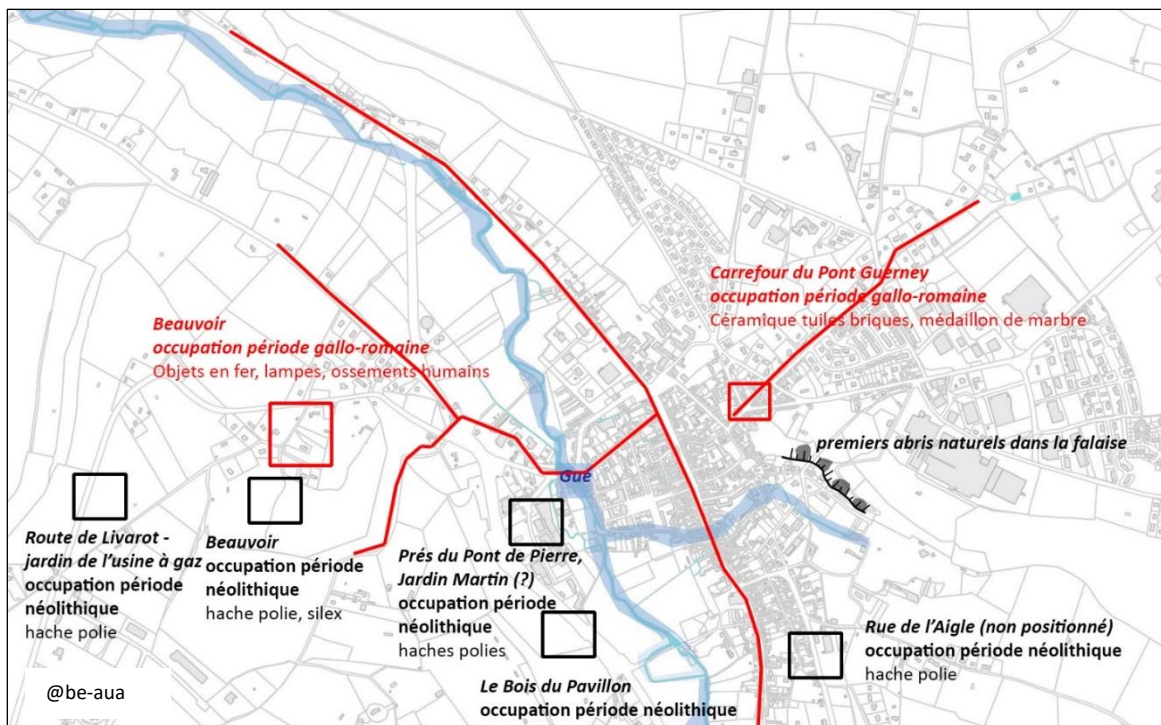 Carrefour du Pont Guerney
occupation période gallo-romaine
Céramique tuiles briques, médaillon de marbre
Beauvoir
occupation période gallo-romaine
Objets en fer, lampes, ossements humains
premiers abris naturels dans la falaise
Gué
Route de Livarot -
jardin de l'usine à gaz
occupation période
néolithique
hache polie
Beauvoir
occupation période
néolithique
hache polie, silex
Prés du Pont de Pierre,
Jardin Martin (?)
occupation période
néolithique
haches polies
Le Bois du Pavillon
occupation période néolithique
Rue de l'Aigle (non positionné)
occupation période néolithique
hache polie
@be-aua